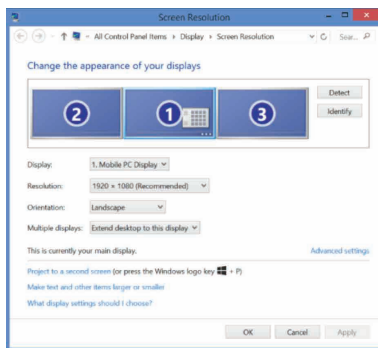 Screen Resolution
All Control Panel Items Display Screen Resolution Sear...
Change the appearance of your displays
2 1 3
Detect
Identify
Display: 1. Mobile PC Display
Resolution: 1920 × 1080 (Recommended)
Orientation: Landscape
Multiple displays: Extend desktop to this display
This is currently your main display. Advanced settings
Project to a second screen (or press the Windows logo key + P)
Make text and other items larger or smaller
What display settings should I choose?
OK Cancel Apply